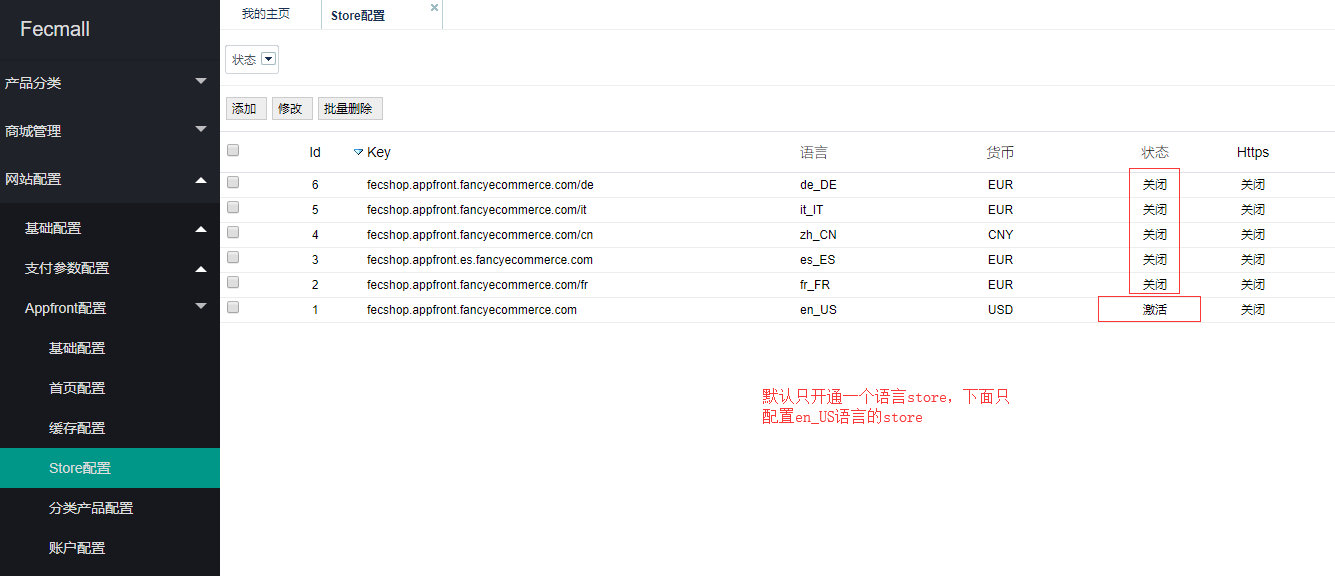 Fecmall
产品分类
商城管理
网站配置
基础配置
支付参数配置
Appfront配置
基础配置
首页配置
缓存配置
Store配置
分类产品配置
账户配置
我的主页 Store配置
状态
添加 修改 批量删除
Id Key 语言 货币 状态 Https
6 fecshop.appfront.fancyecommerce.com/de de_DE EUR 关闭 关闭
5 fecshop.appfront.fancyecommerce.com/it it_IT EUR 关闭 关闭
4 fecshop.appfront.fancyecommerce.com/cn zh_CN CNY 关闭 关闭
3 fecshop.appfront.es.fancyecommerce.com es_ES EUR 关闭 关闭
2 fecshop.appfront.fancyecommerce.com/fr fr_FR EUR 关闭 关闭
1 fecshop.appfront.fancyecommerce.com en_US USD 激活 关闭
默认只开通一个语言store，下面只
配置en_US语言的store